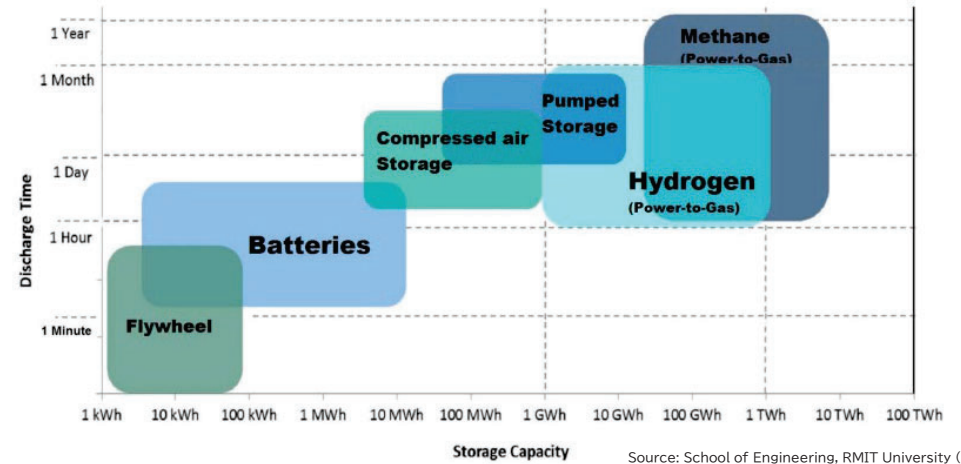 1 Year
1 Month
1 Day
1 Hour
1 Minute
Discharge Time
Methane
(Power-to-Gas)
Pumped
Storage
Compressed air
Storage
Hydrogen
(Power-to-Gas)
Batteries
Flywheel
1 kWh 10 kWh 100 kWh 1 MWh 10 MWh 100 MWh 1 GWh 10 GWh 100 GWh 1 TWh 10 TWh 100 TWh
Storage Capacity
Source: School of Engineering, RMIT University (